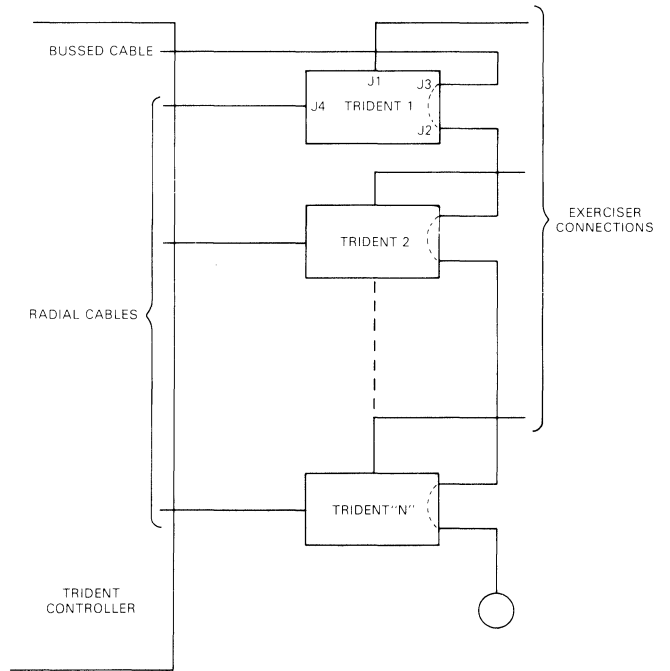 BUSSED CABLE
J1
J3
J4
TRIDENT 1
J2
TRIDENT 2
EXERCISER
CONNECTIONS
RADIAL CABLES
TRIDENT "N"
TRIDENT
CONTROLLER